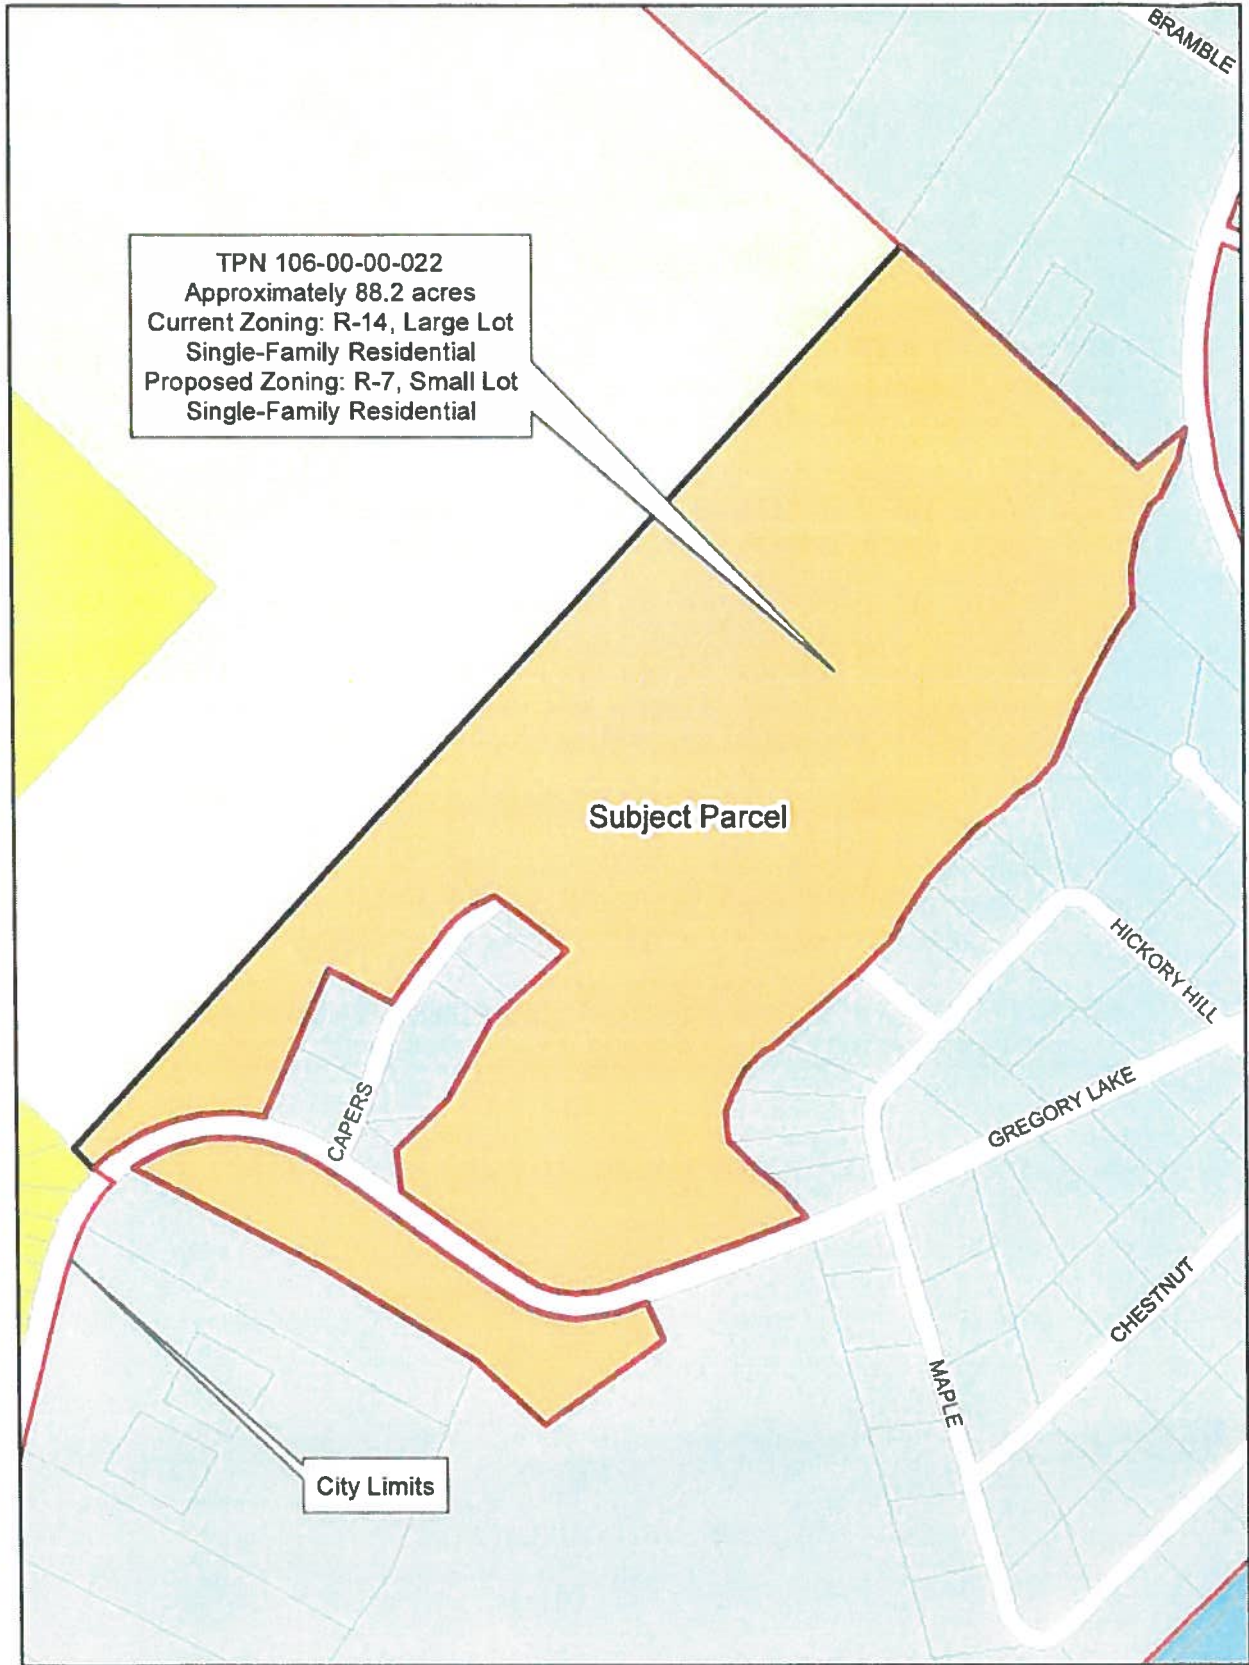 BRAMBLE
TPN 106-00-00-022
Approximately 88.2 acres
Current Zoning: R-14, Large Lot
Single-Family Residential
Proposed Zoning: R-7, Small Lot
Single-Family Residential
Subject Parcel
HICKORY HILL
GREGORY LAKE
CAPERS
CHESTNUT
MAPLE
City Limits